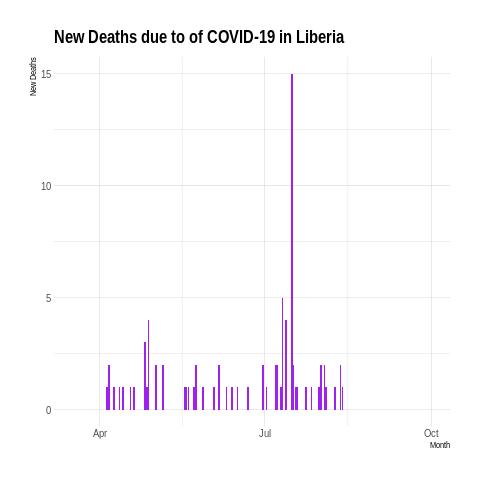 New Deaths due to of COVID-19 in Liberia
New Deaths
15
10
5
0
Apr
Jul
Oct
Month